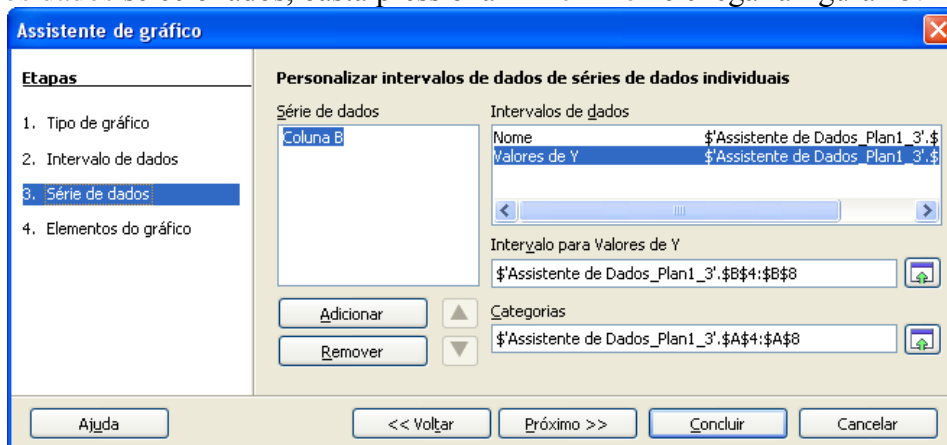 Assistente de gráfico
Etapas
1. Tipo de gráfico
2. Intervalo de dados
3. Série de dados
4. Elementos do gráfico
Personalizar intervalos de dados de séries de dados individuais
Série de dados
Coluna B
Adicionar
Remover
Intervalos de dados
Nome $'Assistente de Dados_Plan1_3'.$
Valores de Y $'Assistente de Dados_Plan1_3'.$
Intervalo para Valores de Y
$'Assistente de Dados_Plan1_3'.$B$4:$B$8
Categorias
$'Assistente de Dados_Plan1_3'.$A$4:$A$8
Ajuda
<< Voltar
Próximo >>
Concluir
Cancelar